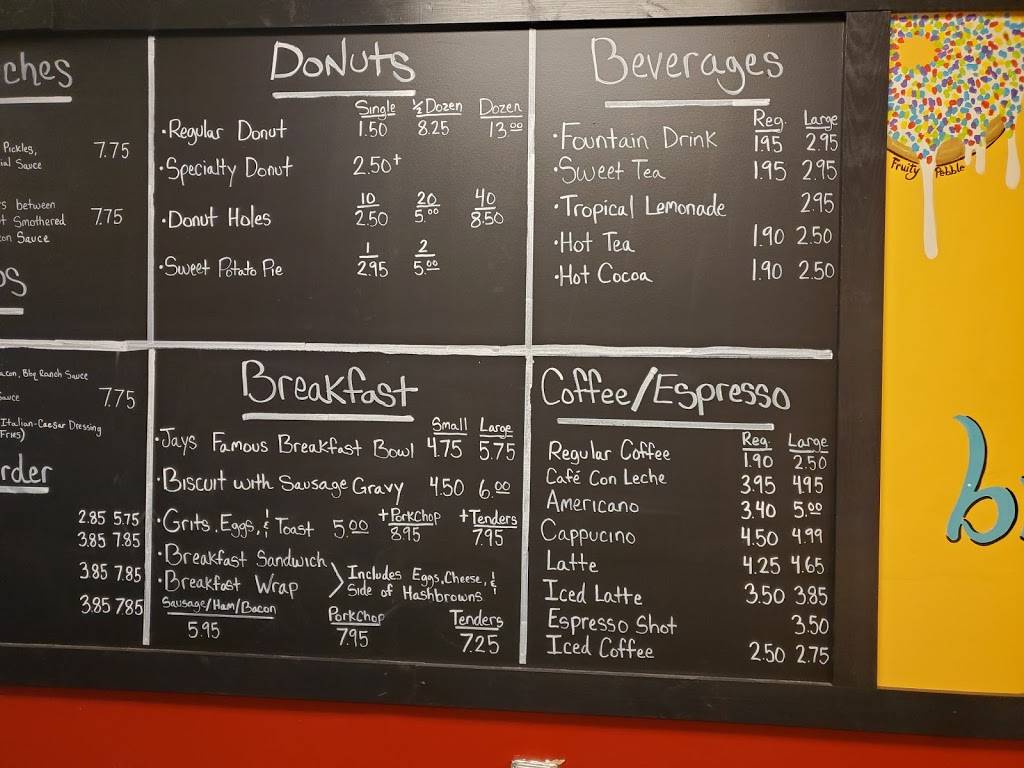 ches
Pickles,
ial Sauce
7.75
s between
t Smothered
on Sauce
7.75
acon, Bbq Ranch Sauce
Sauce
7.75
Italian-Caesar Dressing
Fries)
rder
2.85 5.75
3.85 7.85
3.85 7.85
3.85 7.85
Donuts
Single ½ Dozen Dozen
•Regular Donut 1.50 8.25 13.00
•Specialty Donut 2.50+
10 20 40
•Donut Holes 2.50 5.00 8.50
1 2
•Sweet Potato Pie 2.95 5.00
Beverages
Reg. Large
•Fountain Drink 1.95 2.95
•Sweet Tea 1.95 2.95
•Tropical Lemonade 2.95
•Hot Tea 1.90 2.50
•Hot Cocoa 1.90 2.50
Breakfast
Small Large
•Jays Famous Breakfast Bowl 4.75 5.75
•Biscuit with Sausage Gravy 4.50 6.00
+Porkchop +Tenders
•Grits, Eggs, & Toast 5.00 8.95 7.95
•Breakfast Sandwich
•Breakfast Wrap
Includes Eggs, Cheese, &
Side of Hashbrowns
Sausage/Ham/Bacon Porkchop Tenders
5.95 7.95 7.25
Coffee/Espresso
Reg. Large
Regular Coffee 1.90 2.50
Café Con Leche 3.95 4.95
Americano 3.40 5.00
Cappucino 4.50 4.99
Latte 4.25 4.65
Iced Latte 3.50 3.85
Espresso Shot 3.50
Iced Coffee 2.50 2.75
Fruity Pebble
b